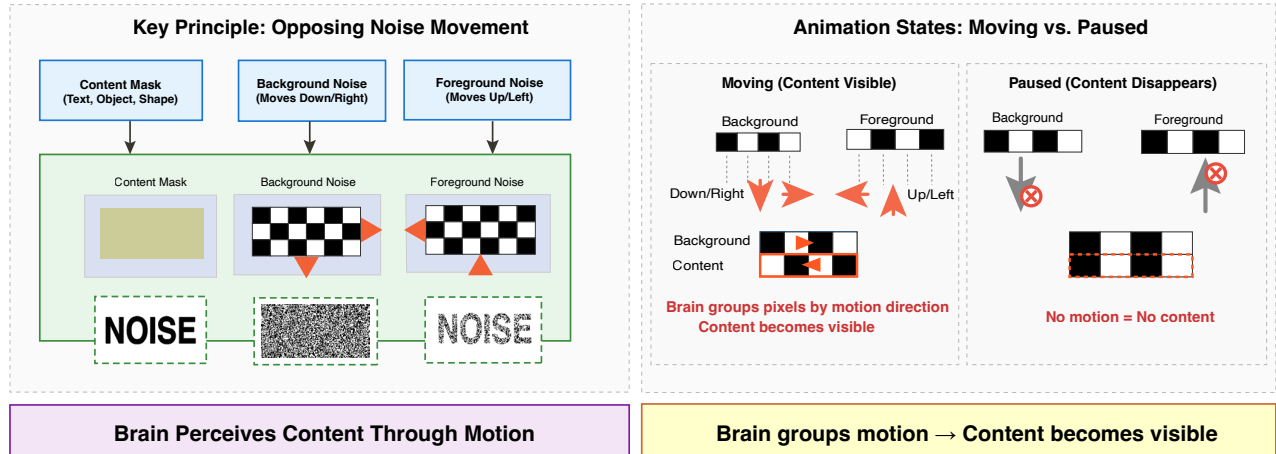 Key Principle: Opposing Noise Movement
Content Mask
(Text, Object, Shape)
Background Noise
(Moves Down/Right)
Foreground Noise
(Moves Up/Left)
Content Mask
Background Noise
Foreground Noise
NOISE
NOISE
Brain Perceives Content Through Motion
Animation States: Moving vs. Paused
Moving (Content Visible)
Background
Foreground
Down/Right
Up/Left
Background
Content
Brain groups pixels by motion direction
Content becomes visible
Paused (Content Disappears)
Background
Foreground
No motion = No content
Brain groups motion → Content becomes visible